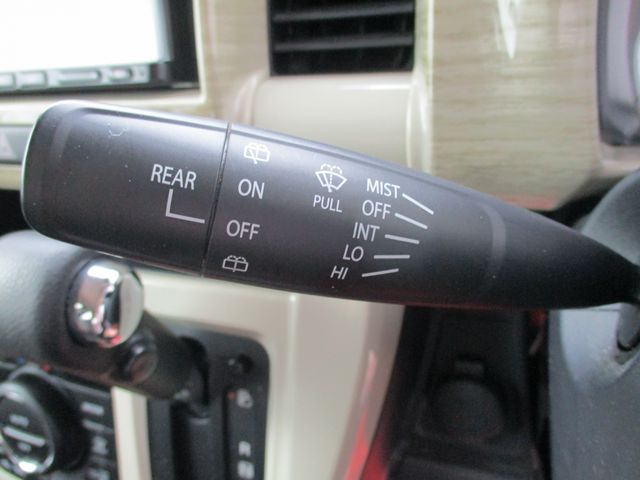 REAR
ON
OFF
PULL
MIST
OFF
INT
LO
HI